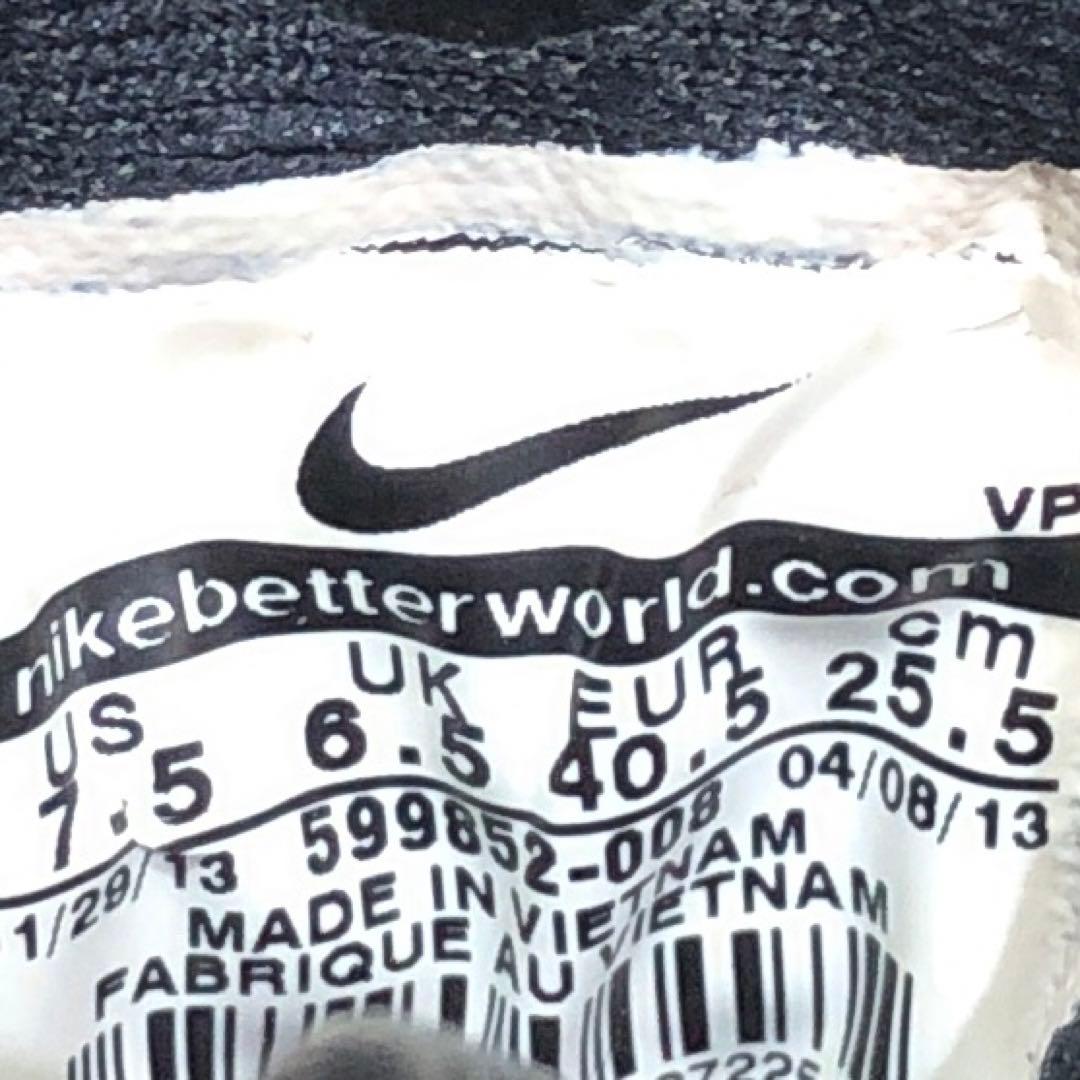 VP
nikebetterworld.com
US UK EUR cm
7.5 6.5 40.5 25.5
1/29/13 599852-008 04/08/13
MADE IN VIETNAM
FABRIQUE AU VIETNAM